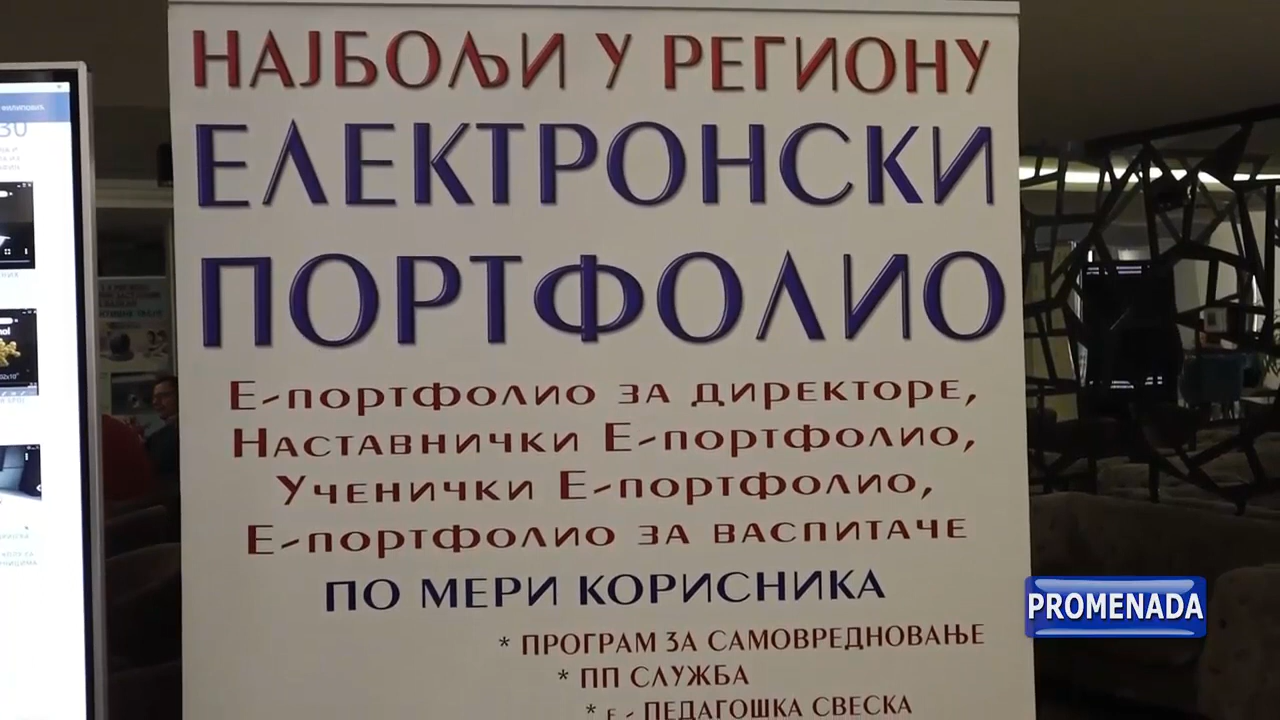 НАЈБОЉИ У РЕГИОНУ
ЕЛЕКТРОНСКИ
ПОРТФОЛИО
Е-портфолио за директоре,
Наставнички Е-портфолио,
Ученички Е-портфолио,
Е-портфолио за васпитаче
ПО МЕРИ КОРИСНИКА
* ПРОГРАМ ЗА САМОВРЕДНОВАЊЕ
* ПП СЛУЖБА
* Е - ПЕДАГОШКА СВЕСКА
PROMENADA